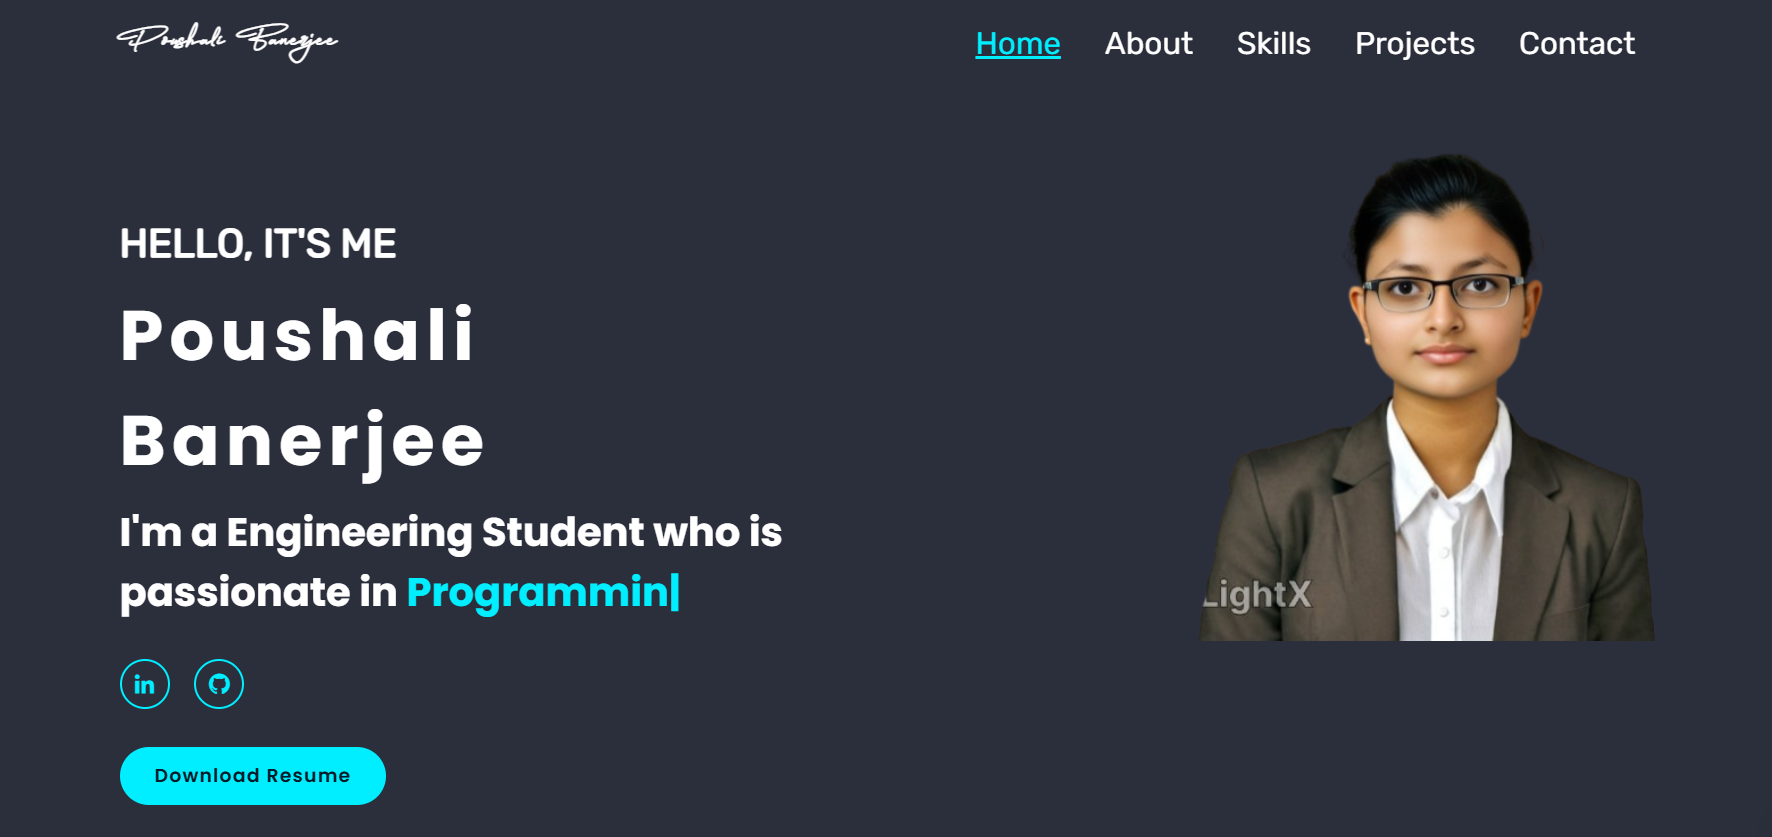 Poushali Banerjee
Home About Skills Projects Contact
HELLO, IT'S ME
Poushali
Banerjee
I'm a Engineering Student who is
passionate in Programmin|
in
Download Resume
LightX